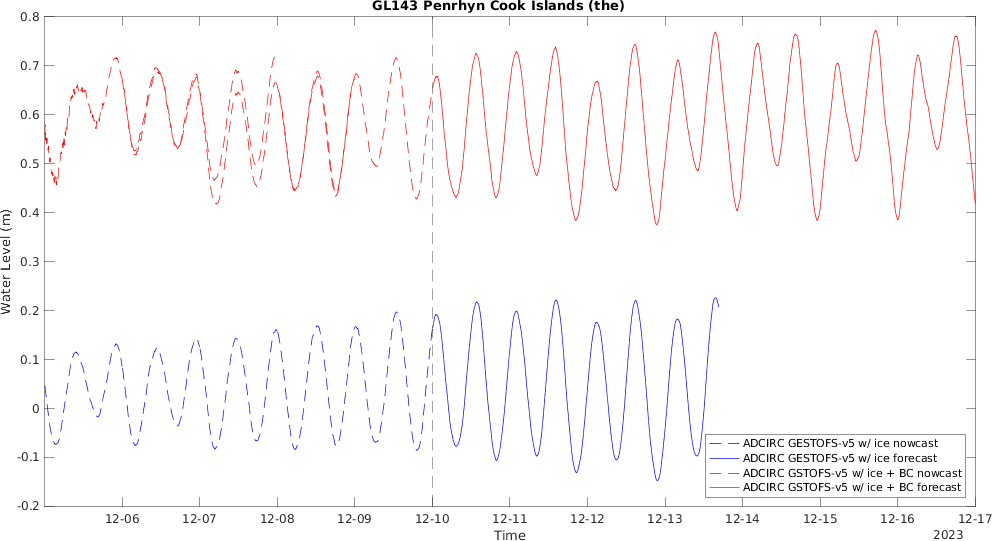 GL143 Penrhyn Cook Islands (the)
0.8
0.7
0.6
0.5
0.4
0.3
0.2
0.1
0
-0.1
-0.2
Water Level (m)
ADCIRC GESTOFS-v5 w/ ice nowcast
ADCIRC GESTOFS-v5 w/ ice forecast
ADCIRC GSTOFS-v5 w/ ice + BC nowcast
ADCIRC GSTOFS-v5 w/ ice + BC forecast
12-06 12-07 12-08 12-09 12-10 12-11 12-12 12-13 12-14 12-15 12-16 12-17
Time
2023